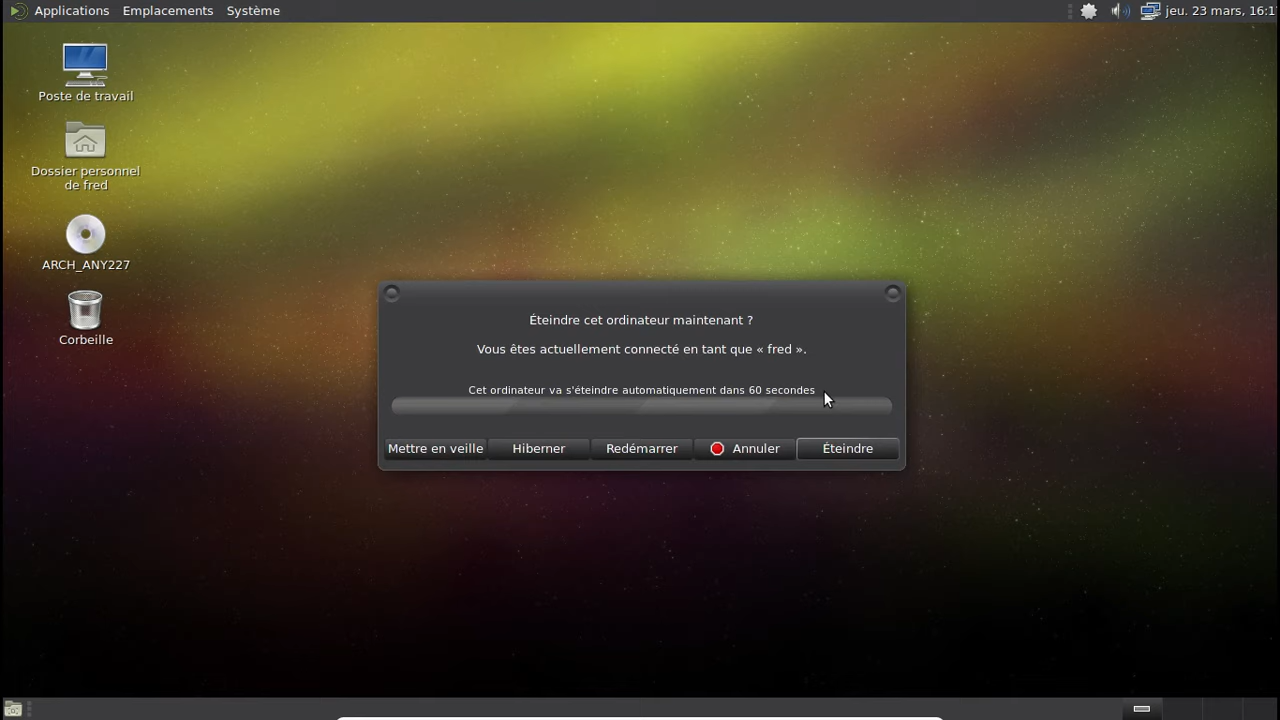 Applications Emplacements Système
jeu. 23 mars, 16:1
Poste de travail
Dossier personnel
de fred
ARCH_ANY227
Corbeille
Éteindre cet ordinateur maintenant ?
Vous êtes actuellement connecté en tant que « fred ».
Cet ordinateur va s'éteindre automatiquement dans 60 secondes
Mettre en veille Hiberner Redémarrer Annuler Éteindre